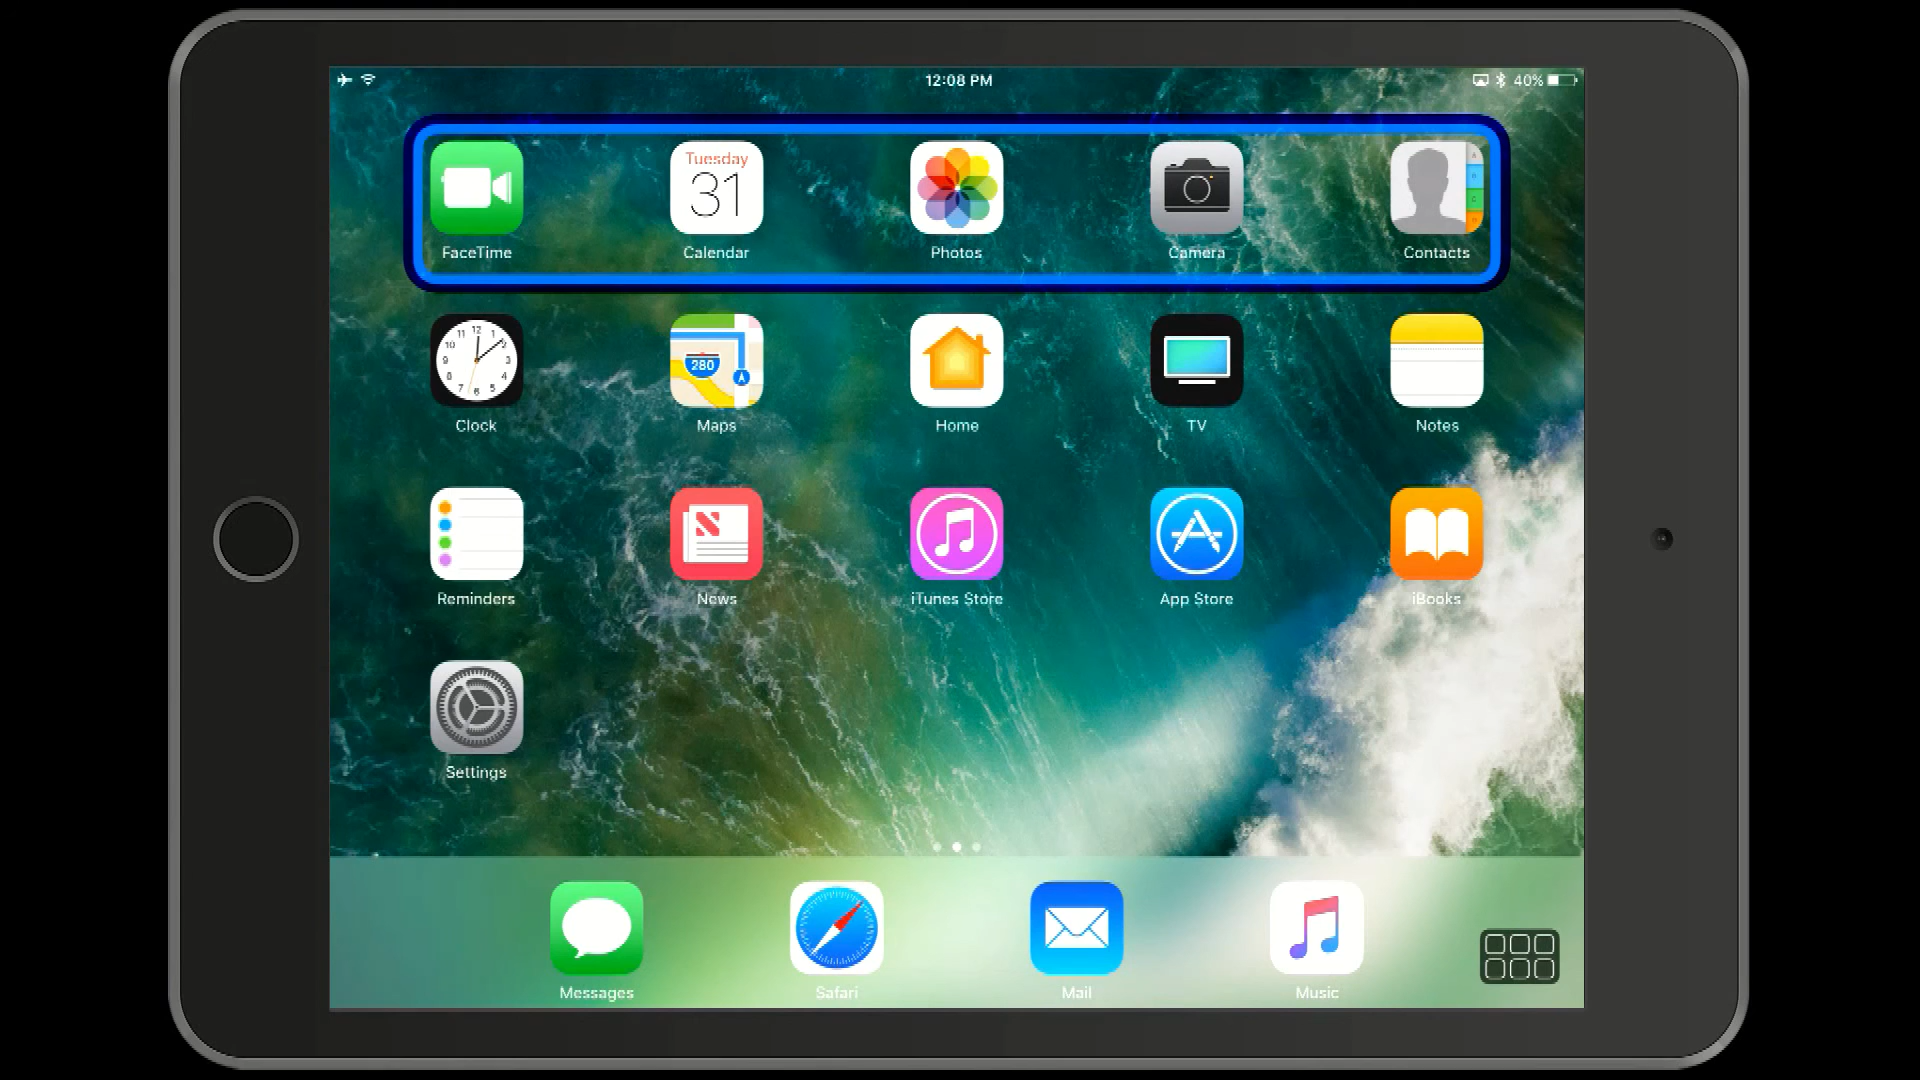 12:08 PM
40%
Tuesday
31
FaceTime
Calendar
Photos
Camera
Contacts
280
Clock
Maps
Home
TV
Notes
Reminders
News
iTunes Store
App Store
iBooks
Settings
Messages
Safari
Mail
Music